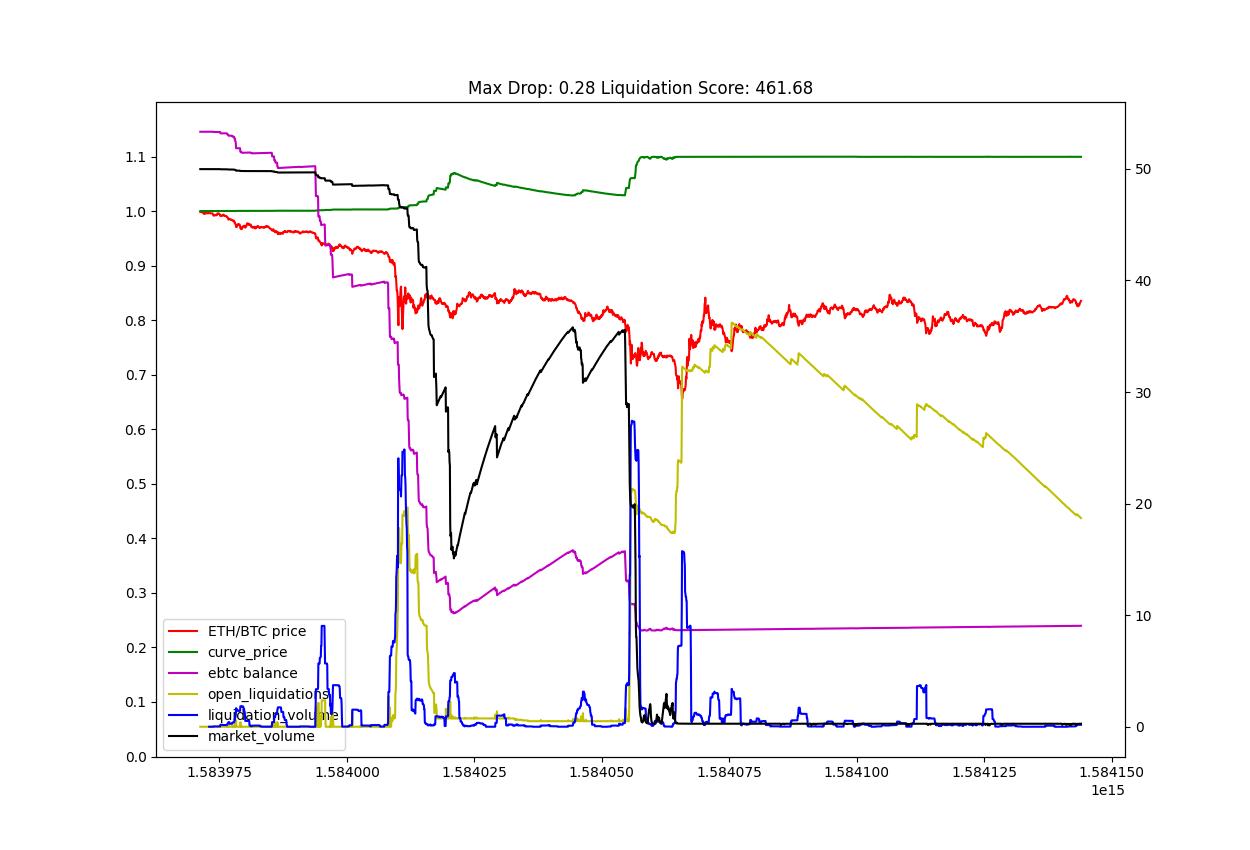 Max Drop: 0.28 Liquidation Score: 461.68
1.1
1.0
0.9
0.8
0.7
0.6
0.5
0.4
0.3
0.2
0.1
0.0
50
40
30
20
10
0
ETH/BTC price
curve_price
ebtc balance
open_liquidations
liquidation_volume
market_volume
1.583975 1.584000 1.584025 1.584050 1.584075 1.584100 1.584125 1.584150
1e15